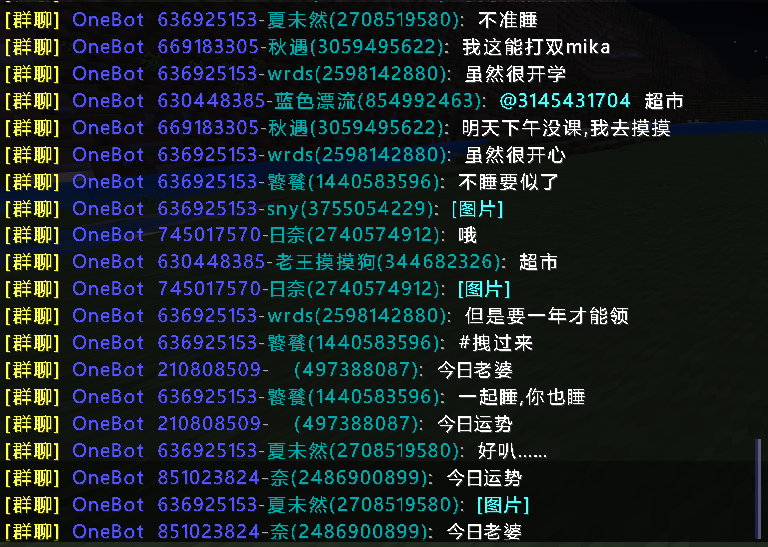 [群聊] OneBot 636925153-夏未然(2708519580): 不准睡
[群聊] OneBot 669183305-秋遇(3059495622): 我这能打双mika
[群聊] OneBot 636925153-wrds(2598142880): 虽然很开学
[群聊] OneBot 630448385-蓝色漂流(854992463): @3145431704 超市
[群聊] OneBot 669183305-秋遇(3059495622): 明天下午没课,我去摸摸
[群聊] OneBot 636925153-wrds(2598142880): 虽然很开心
[群聊] OneBot 636925153-饕餮(1440583596): 不睡要似了
[群聊] OneBot 636925153-sny(3755054229): [图片]
[群聊] OneBot 745017570-日奈(2740574912): 哦
[群聊] OneBot 630448385-老王摸摸狗(344682326): 超市
[群聊] OneBot 745017570-日奈(2740574912): [图片]
[群聊] OneBot 636925153-wrds(2598142880): 但是要一年才能领
[群聊] OneBot 636925153-饕餮(1440583596): #拽过来
[群聊] OneBot 210808509- (497388087): 今日老婆
[群聊] OneBot 636925153-饕餮(1440583596): 一起睡,你也睡
[群聊] OneBot 210808509- (497388087): 今日运势
[群聊] OneBot 636925153-夏未然(2708519580): 好叭......
[群聊] OneBot 851023824-奈(2486900899): 今日运势
[群聊] OneBot 636925153-夏未然(2708519580): [图片]
[群聊] OneBot 851023824-奈(2486900899): 今日老婆